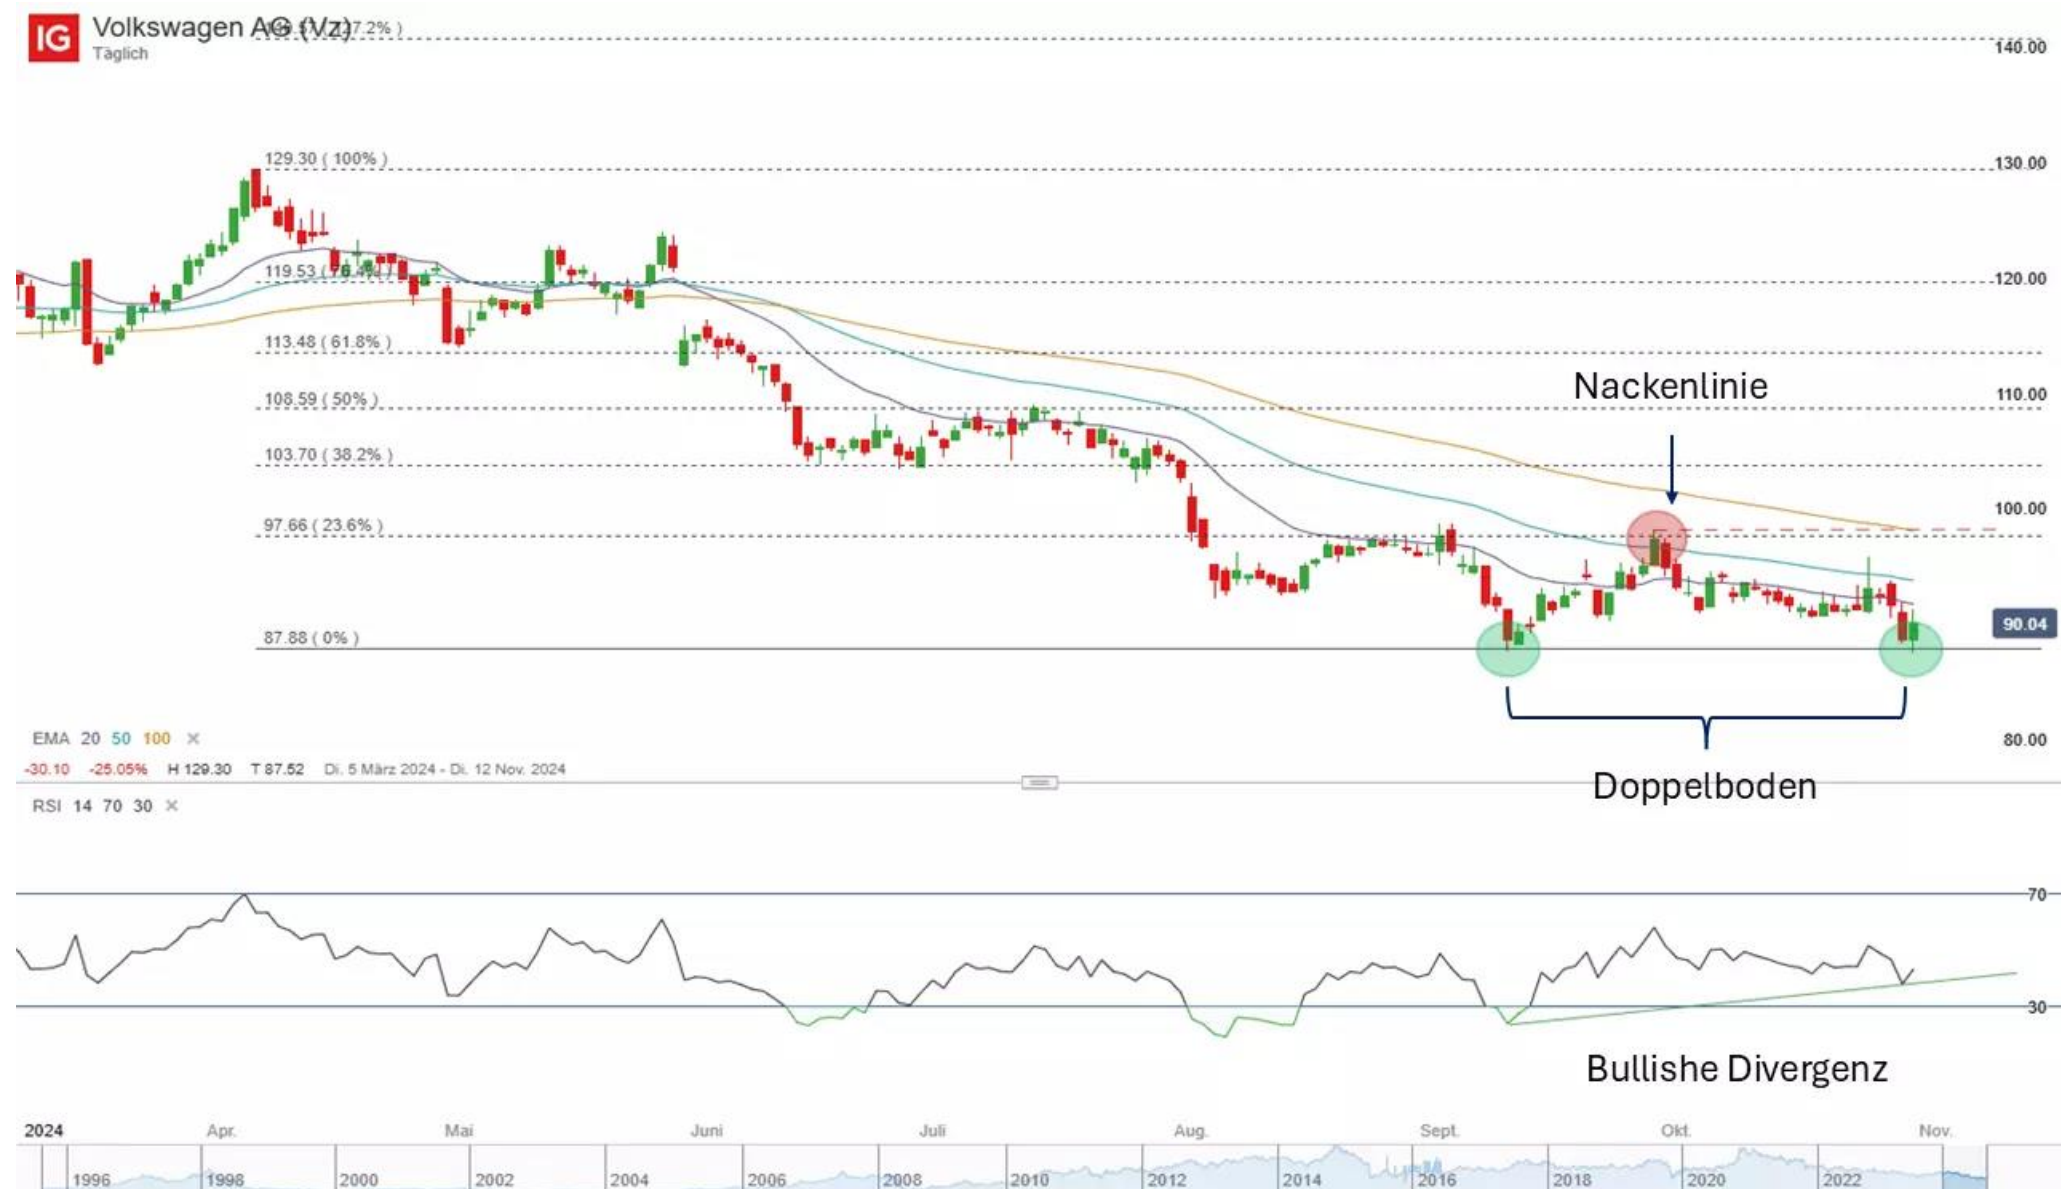 IG
Volkswagen AG (Vz)
Täglich
140.00
129.30 ( 100% )
130.00
119.53 ( 76.4% )
120.00
113.48 ( 61.8% )
Nackenlinie
108.59 ( 50% )
110.00
103.70 ( 38.2% )
100.00
97.66 ( 23.6% )
90.04
87.88 ( 0% )
EMA 20 50 100
80.00
-30.10 -25.05% H 129.30 T 87.52 Di. 5 März 2024 - Di. 12 Nov. 2024
Doppelboden
RSI 14 70 30
70
30
Bullishe Divergenz
2024 Apr. Mai Juni Juli Aug. Sept. Okt. Nov.
1996 1998 2000 2002 2004 2006 2008 2010 2012 2014 2016 2018 2020 2022